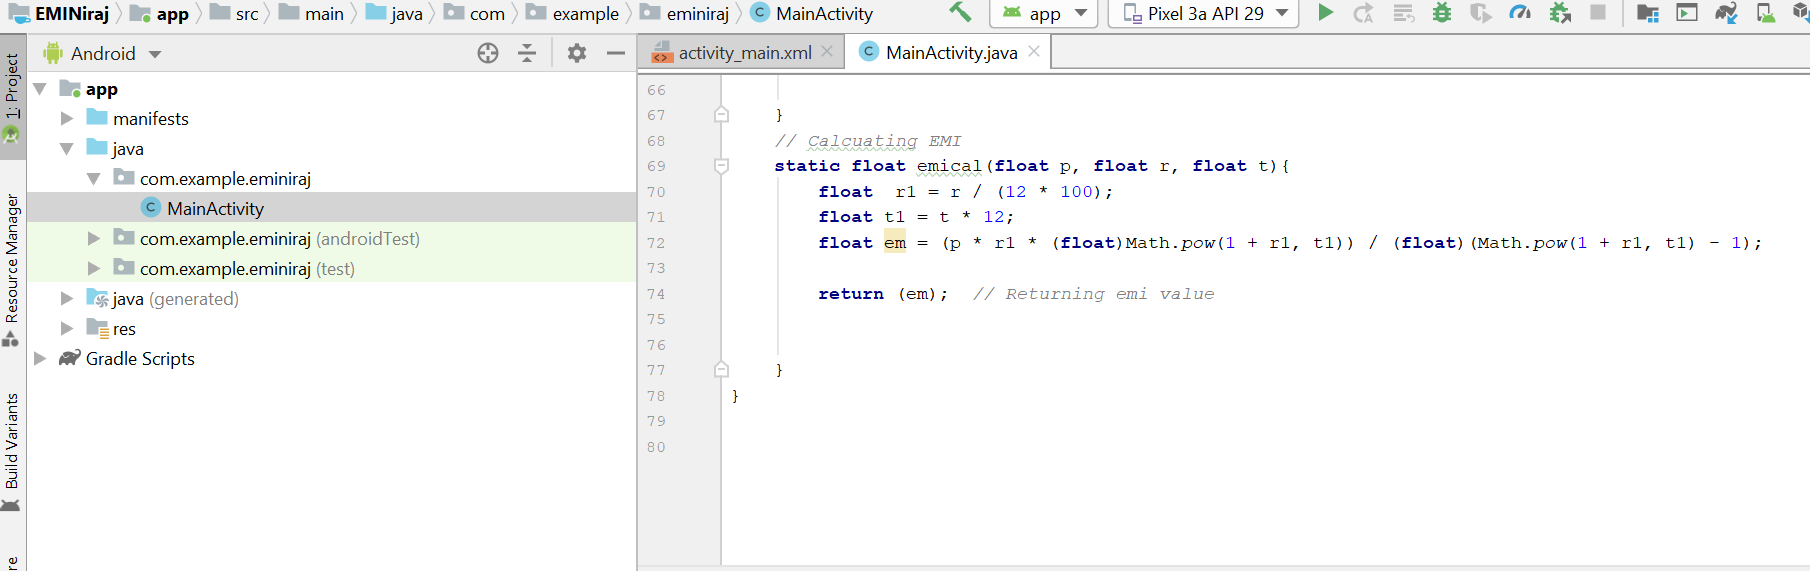 EMINiraj app src main java com example eminiraj MainActivity app Pixel 3a API 29
1: Project
Resource Manager
Build Variants
Android
app
manifests
java
com.example.eminiraj
MainActivity
com.example.eminiraj (androidTest)
com.example.eminiraj (test)
java (generated)
res
Gradle Scripts
activity_main.xml MainActivity.java
66
67 }
68 // Calcuating EMI
69 static float emical(float p, float r, float t){
70 float  r1 = r / (12 * 100);
71 float t1 = t * 12;
72 float em = (p * r1 * (float)Math.pow(1 + r1, t1)) / (float)(Math.pow(1 + r1, t1) - 1);
73
74 return (em);  // Returning emi value
75
76
77 }
78 }
79
80